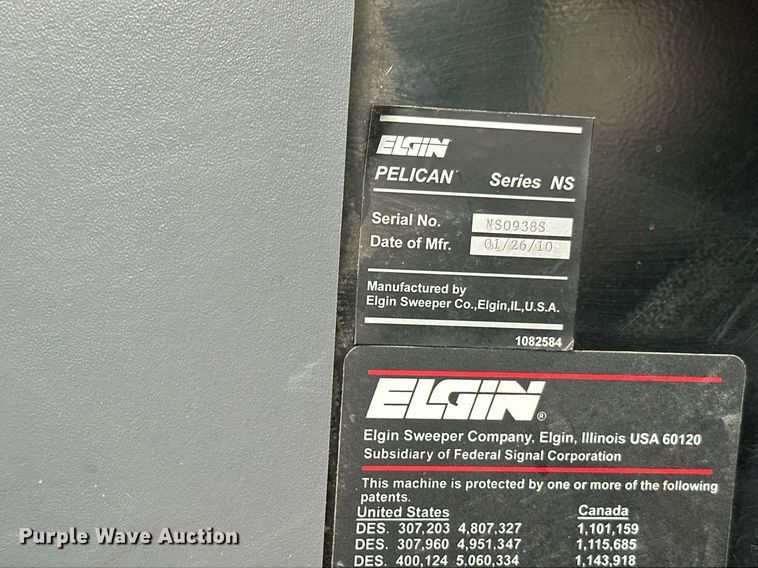 ELGIN
PELICAN Series NS
Serial No. NS0938S
Date of Mfr. 01/26/10
Manufactured by
Elgin Sweeper Co.,Elgin,IL,U.S.A.
1082584
ELGIN®
Elgin Sweeper Company, Elgin, Illinois USA 60120
Subsidiary of Federal Signal Corporation
This machine is protected by one or more of the following
patents.
United States Canada
DES. 307,203 4,807,327 1,101,159
DES. 307,960 4,951,347 1,115,685
DES. 400,124 5,060,334 1,143,918
Purple Wave Auction